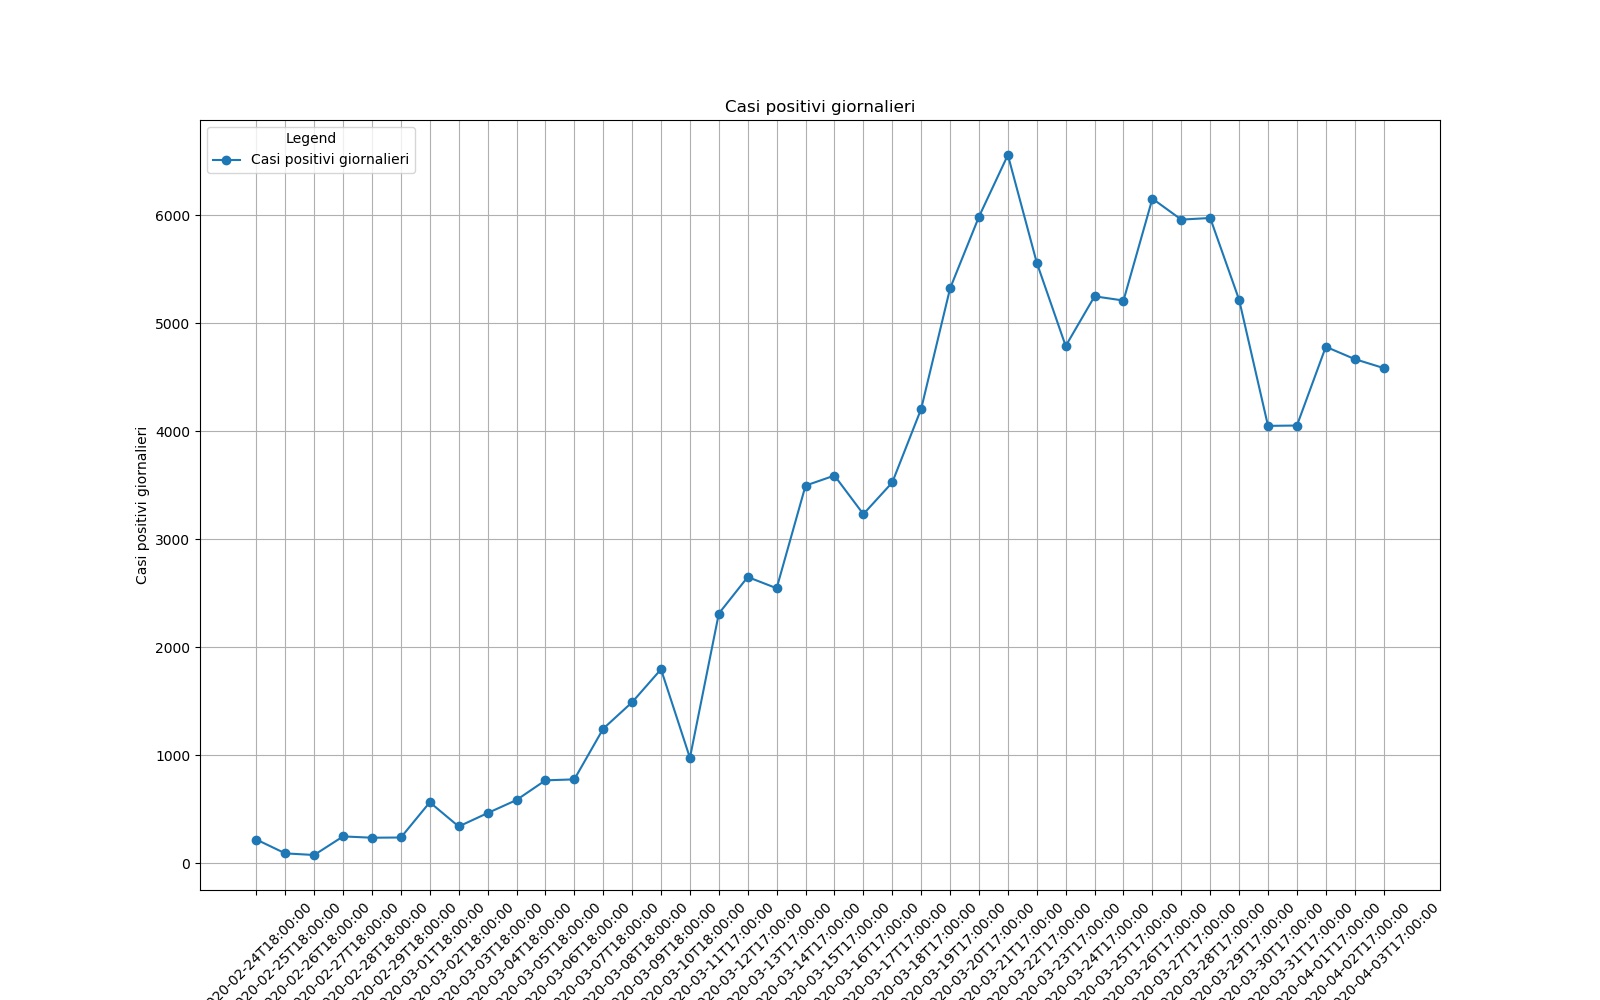 Casi positivi giornalieri
Legend
Casi positivi giornalieri
Casi positivi giornalieri
6000
5000
4000
3000
2000
1000
0
020-02-24T18:00:00
020-02-25T18:00:00
020-02-26T18:00:00
020-02-27T18:00:00
020-02-28T18:00:00
020-02-29T18:00:00
020-03-01T18:00:00
020-03-02T18:00:00
020-03-03T18:00:00
020-03-04T18:00:00
020-03-05T18:00:00
020-03-06T18:00:00
020-03-07T18:00:00
020-03-08T18:00:00
020-03-09T18:00:00
020-03-10T18:00:00
020-03-11T17:00:00
020-03-12T17:00:00
020-03-13T17:00:00
020-03-14T17:00:00
020-03-15T17:00:00
020-03-16T17:00:00
020-03-17T17:00:00
020-03-18T17:00:00
020-03-19T17:00:00
020-03-20T17:00:00
020-03-21T17:00:00
020-03-22T17:00:00
020-03-23T17:00:00
020-03-24T17:00:00
020-03-25T17:00:00
020-03-26T17:00:00
020-03-27T17:00:00
020-03-28T17:00:00
020-03-29T17:00:00
020-03-30T17:00:00
020-03-31T17:00:00
020-04-01T17:00:00
020-04-02T17:00:00
020-04-03T17:00:00